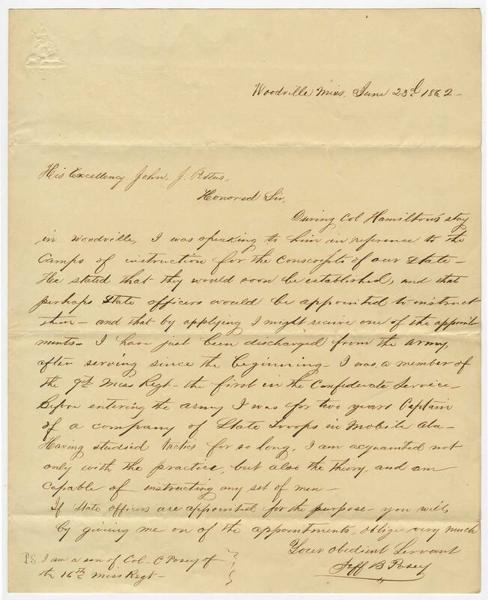 Woodville Miss, June 23d 1862 -
His Excellency John. J. Pettus.
Honored Sir,
During Col Hamilton's stay
in Woodville, I was speaking to him in reference to the
Camps of instruction for the conscripts of our State -
He stated that they would soon be established, and that
perhaps State officers would be appointed to instruct
them - and that by applying I might recieve one of the appoint
ments. I have just been discharged from the army,
after serving since the beginning - I was a member of
the 9th Miss Regt - the first in the Confederate Service -
Before entering the army I was for two years Captain
of a company of State Troops in Mobile Ala -
Having studied tactics for so long, I am acquainted not
only with the practice, but also the theory, and am
capable of instructing any set of men -
If State officers are appointed for the purpose - you will
by giving me on of the appointments, oblige very much
Your obedient Servant
Jeff B Posey
P.S. I am a son of Col - C Posey of
the 16th Miss Regt -